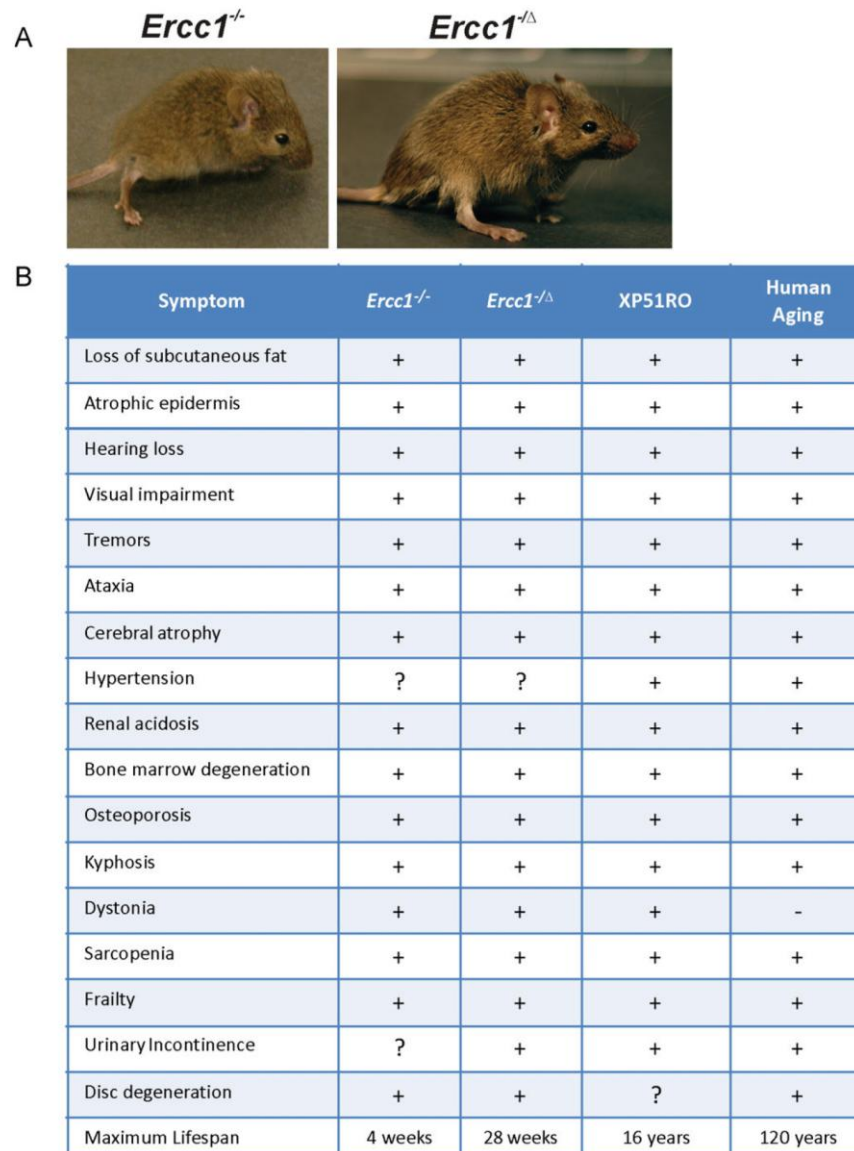 A
Ercc1-/-
Ercc1-/Δ
B
Symptom Ercc1-/- Ercc1-/Δ XP51RO Human Aging
Loss of subcutaneous fat + + + +
Atrophic epidermis + + + +
Hearing loss + + + +
Visual impairment + + + +
Tremors + + + +
Ataxia + + + +
Cerebral atrophy + + + +
Hypertension ? ? + +
Renal acidosis + + + +
Bone marrow degeneration + + + +
Osteoporosis + + + +
Kyphosis + + + +
Dystonia + + + -
Sarcopenia + + + +
Frailty + + + +
Urinary Incontinence ? + + +
Disc degeneration + + ? +
Maximum Lifespan 4 weeks 28 weeks 16 years 120 years